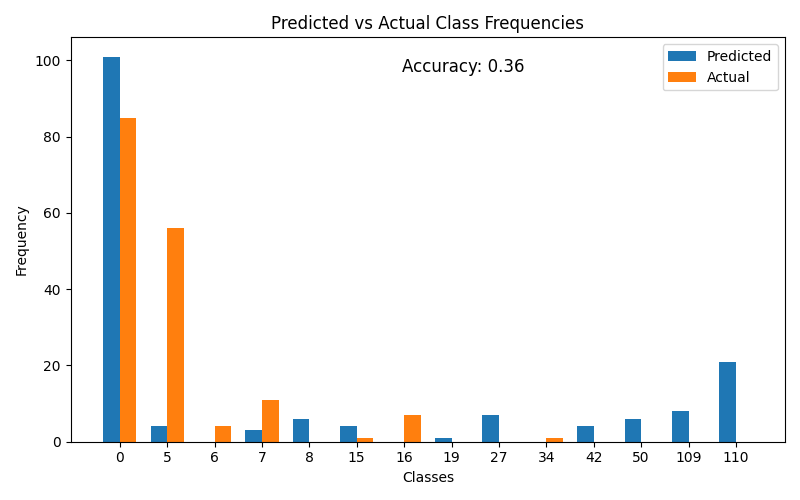 Predicted vs Actual Class Frequencies
Accuracy: 0.36
Predicted
Actual
100
80
60
40
20
0
Frequency
0 5 6 7 8 15 16 19 27 34 42 50 109 110
Classes